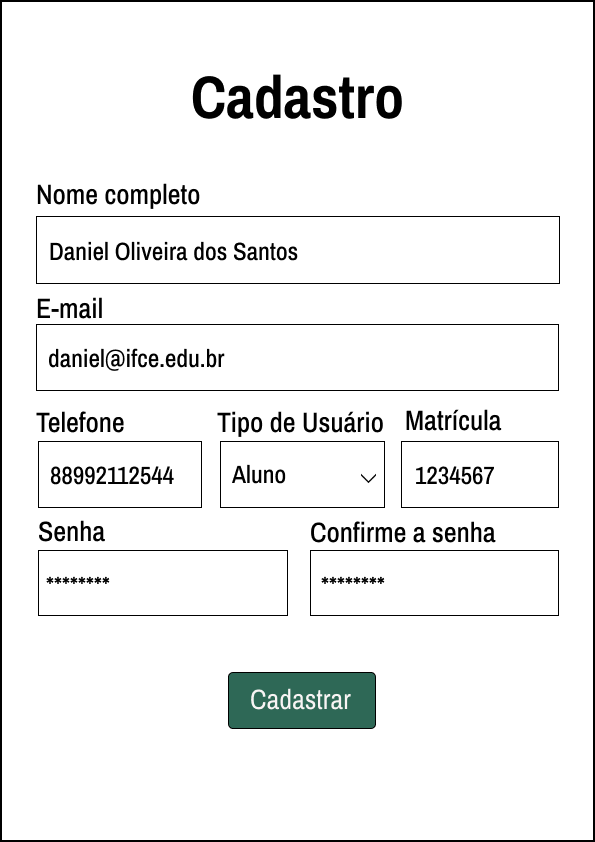 Cadastro
Nome completo
Daniel Oliveira dos Santos
E-mail
daniel@ifce.edu.br
Telefone Tipo de Usuário Matrícula
88992112544 Aluno 1234567
Senha Confirme a senha
******** ********
Cadastrar